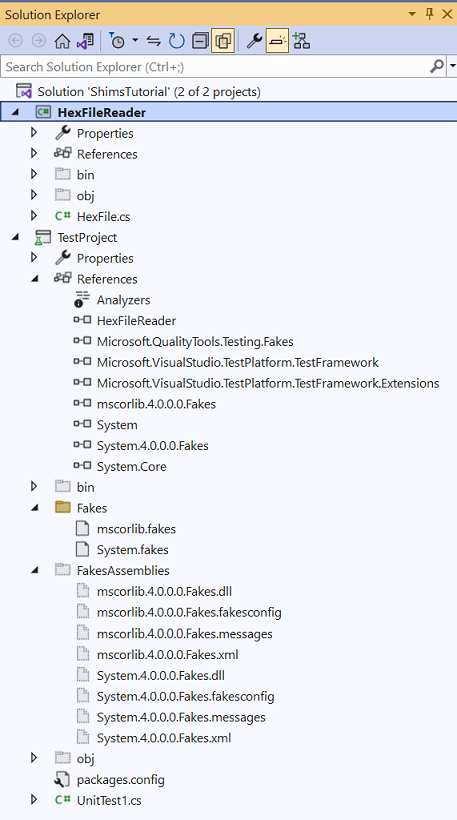 Solution Explorer
Search Solution Explorer (Ctrl+;)
Solution 'ShimsTutorial' (2 of 2 projects)
C# HexFileReader
Properties
References
bin
obj
C# HexFile.cs
TestProject
Properties
References
Analyzers
HexFileReader
Microsoft.QualityTools.Testing.Fakes
Microsoft.VisualStudio.TestPlatform.TestFramework
Microsoft.VisualStudio.TestPlatform.TestFramework.Extensions
mscorlib.4.0.0.0.Fakes
System
System.4.0.0.0.Fakes
System.Core
bin
Fakes
mscorlib.fakes
System.fakes
FakesAssemblies
mscorlib.4.0.0.0.Fakes.dll
mscorlib.4.0.0.0.Fakes.fakesconfig
mscorlib.4.0.0.0.Fakes.messages
mscorlib.4.0.0.0.Fakes.xml
System.4.0.0.0.Fakes.dll
System.4.0.0.0.Fakes.fakesconfig
System.4.0.0.0.Fakes.messages
System.4.0.0.0.Fakes.xml
obj
packages.config
C# UnitTest1.cs